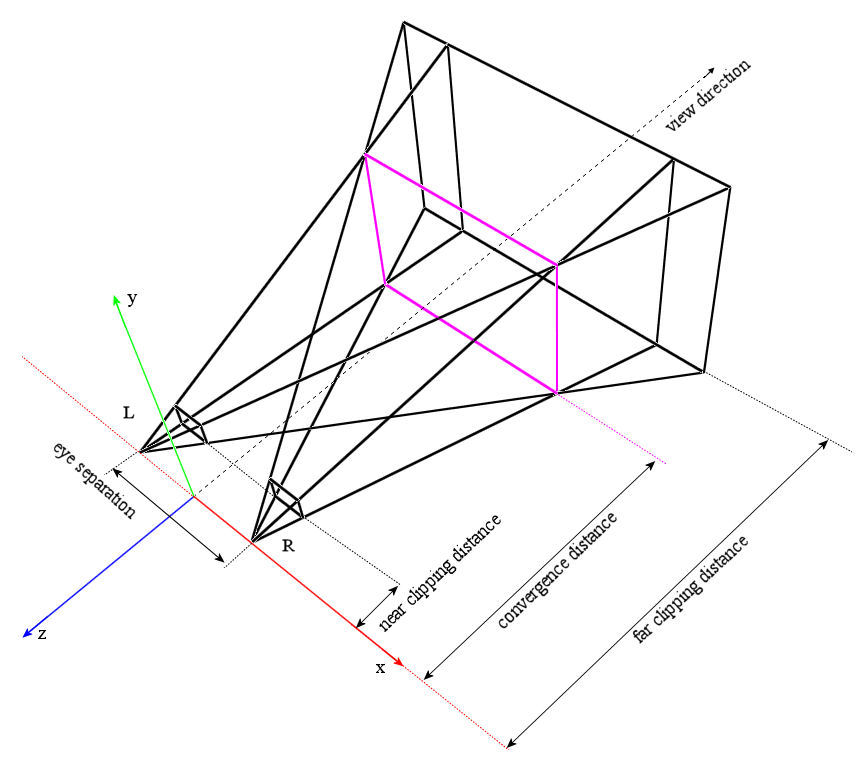 view direction
y
L
eye separation
R
near clipping distance
convergence distance
far clipping distance
z
x